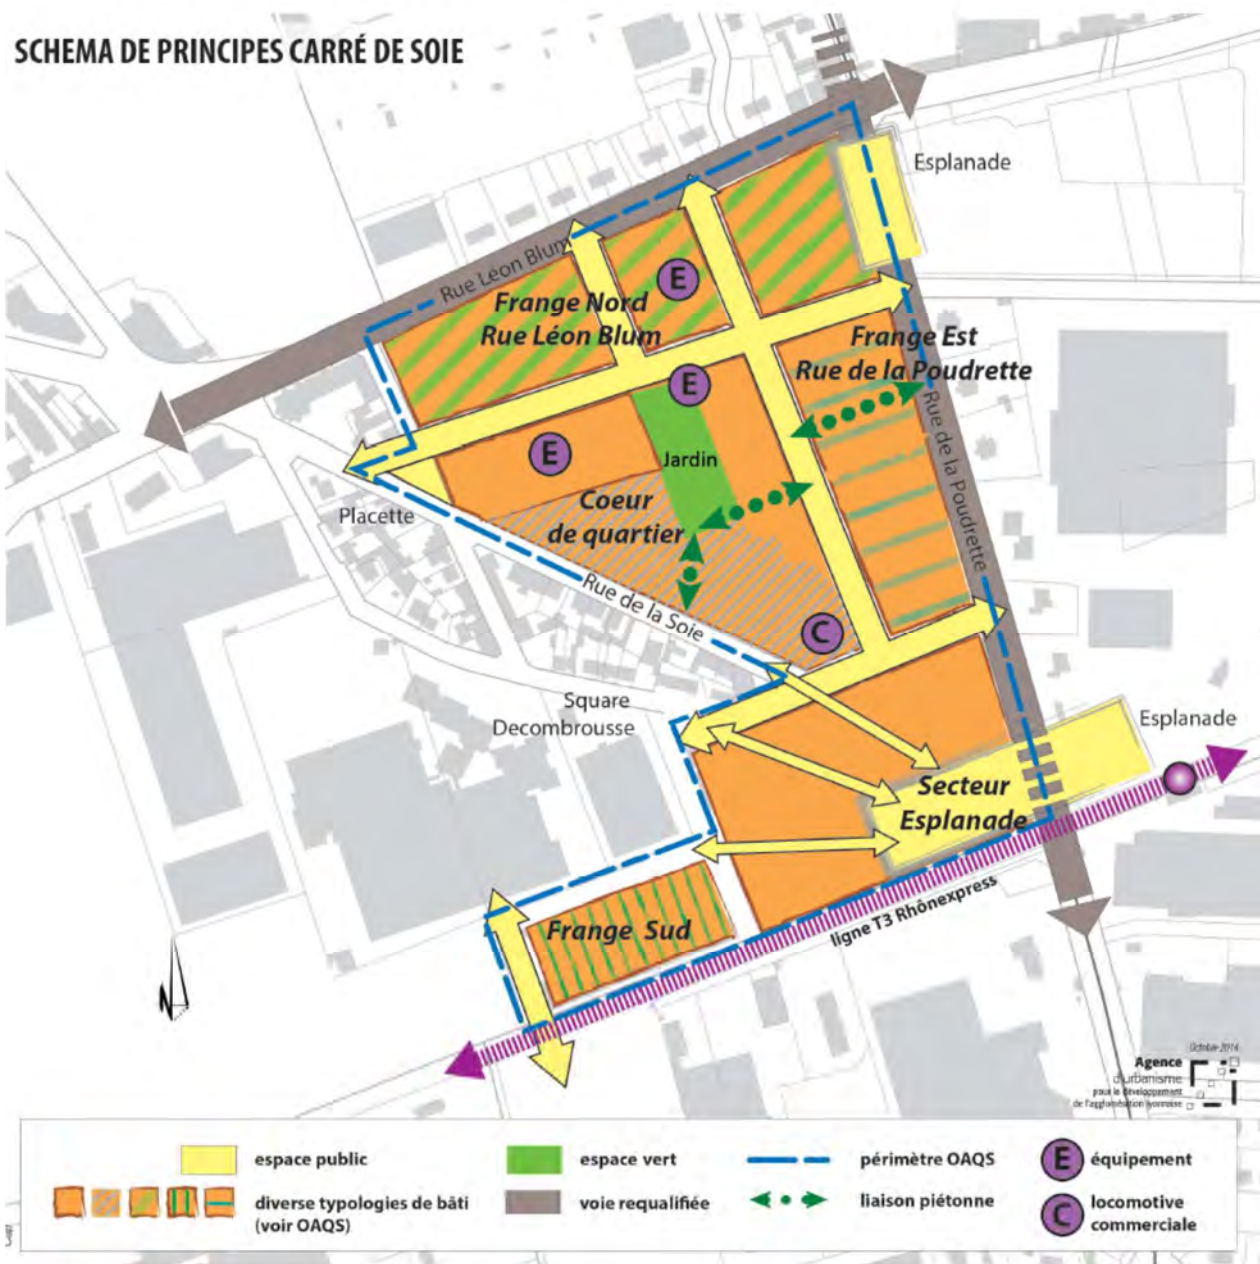 SCHEMA DE PRINCIPES CARRÉ DE SOIE
Esplanade
Rue Léon Blum
E
Frange Nord
Rue Léon Blum
Frange Est
Rue de la Poudrette
E
Rue de la Poudrette
E
Jardin
Placette
Coeur
de quartier
Rue de la Soie
C
Square
Decombrousse
Esplanade
Secteur
Esplanade
ligne T3 Rhônexpress
Frange Sud
N
Octobre 2014
Agence
d'urbanisme
pour le développement
de l'agglomération lyonnaise
espace public
espace vert
périmètre OAQS
E
équipement
diverse typologies de bâti
(voir OAQS)
voie requalifiée
liaison piétonne
C
locomotive
commerciale